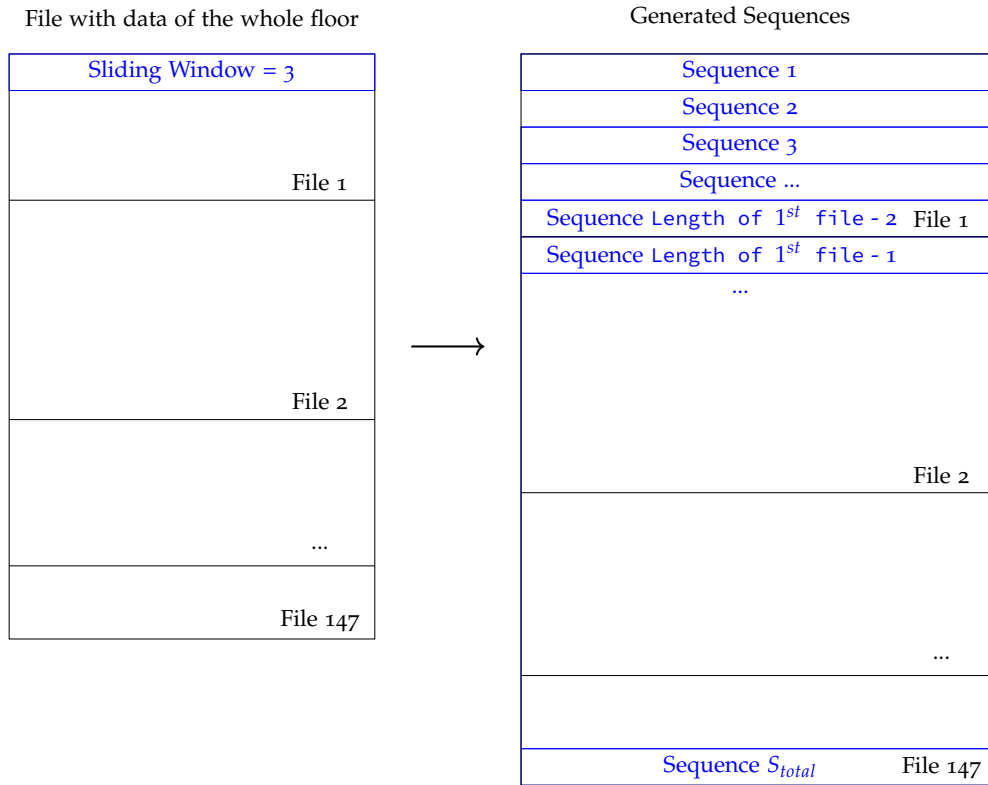 File with data of the whole floor
Sliding Window = 3
File 1
File 2
...
File 147
Generated Sequences
Sequence 1
Sequence 2
Sequence 3
Sequence ...
Sequence Length of 1st file - 2 File 1
Sequence Length of 1st file - 1
...
File 2
...
Sequence Stotal File 147